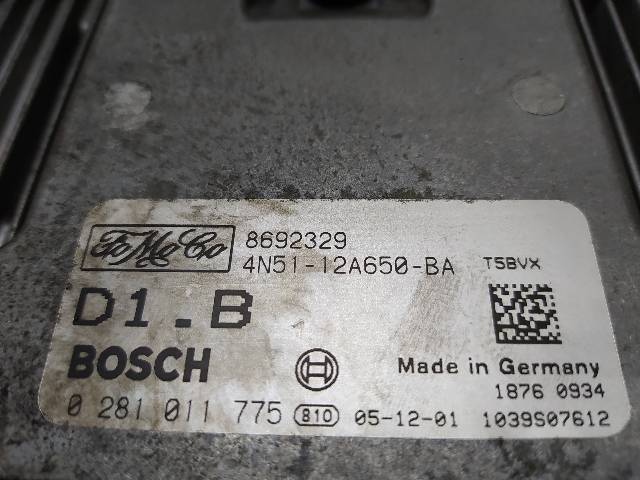 FoMoCo 8692329
4N51-12A650-BA T5BVX
D1.B
BOSCH Made in Germany
1876 0934
0 281 011 775 810 05-12-01 1039S07612